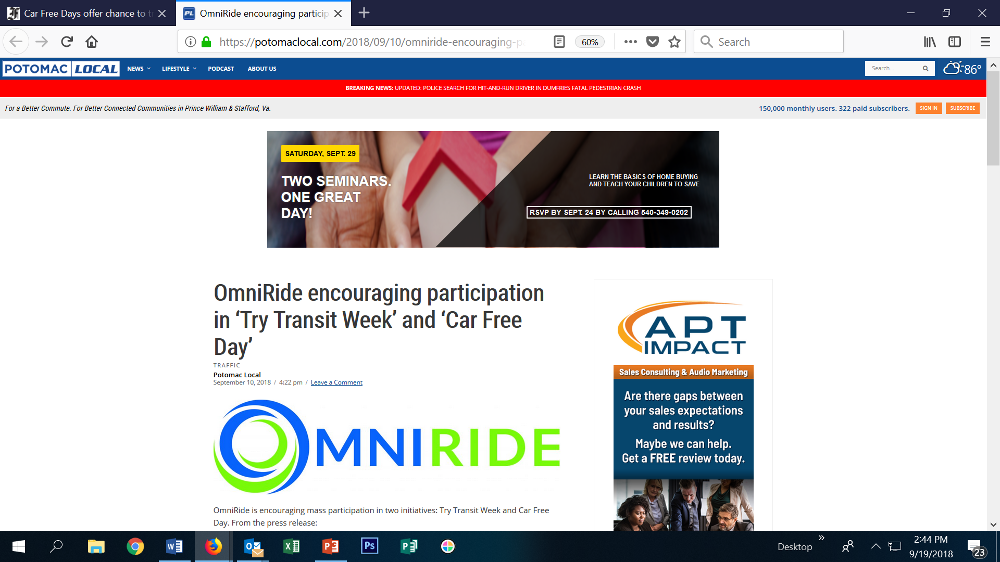 Car Free Days offer chance to t
OmniRide encouraging particip
https://potomaclocal.com/2018/09/10/omniride-encouraging-p
60%
Search
POTOMAC LOCAL
NEWS
LIFESTYLE
PODCAST
ABOUT US
Search...
86°
BREAKING NEWS: UPDATED: POLICE SEARCH FOR HIT-AND-RUN DRIVER IN DUMFRIES FATAL PEDESTRIAN CRASH
For a Better Commute. For Better Connected Communities in Prince William & Stafford, Va.
150,000 monthly users. 322 paid subscribers.
SIGN IN
SUBSCRIBE
SATURDAY, SEPT. 29
TWO SEMINARS.
ONE GREAT
DAY!
LEARN THE BASICS OF HOME BUYING
AND TEACH YOUR CHILDREN TO SAVE
RSVP BY SEPT. 24 BY CALLING 540-349-0202
OmniRide encouraging participation
in ‘Try Transit Week’ and ‘Car Free
Day’
TRAFFIC
Potomac Local
September 10, 2018 / 4:22 pm / Leave a Comment
OMNIRIDE
OmniRide is encouraging mass participation in two initiatives: Try Transit Week and Car Free
Day. From the press release:
APT
IMPACT
Sales Consulting & Audio Marketing
Are there gaps between
your sales expectations
and results?
Maybe we can help.
Get a FREE review today.
Desktop
2:44 PM
9/19/2018
23